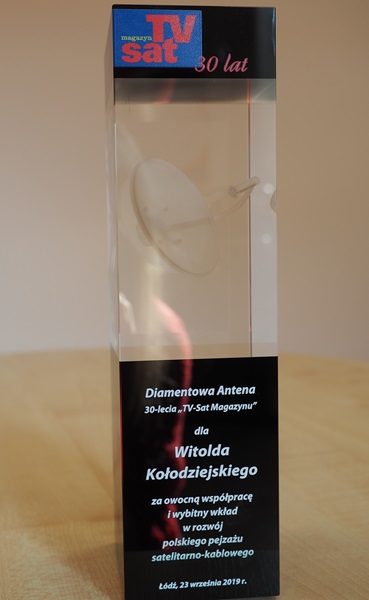 magazyn TV
sat
30 lat
Diamentowa Antena
30-lecia „TV-Sat Magazynu”
dla
Witolda
Kołodziejskiego
za owocną współpracę
i wybitny wkład
w rozwój
polskiego pejzażu
satelitarno-kablowego
Łódź, 23 września 2019 r.